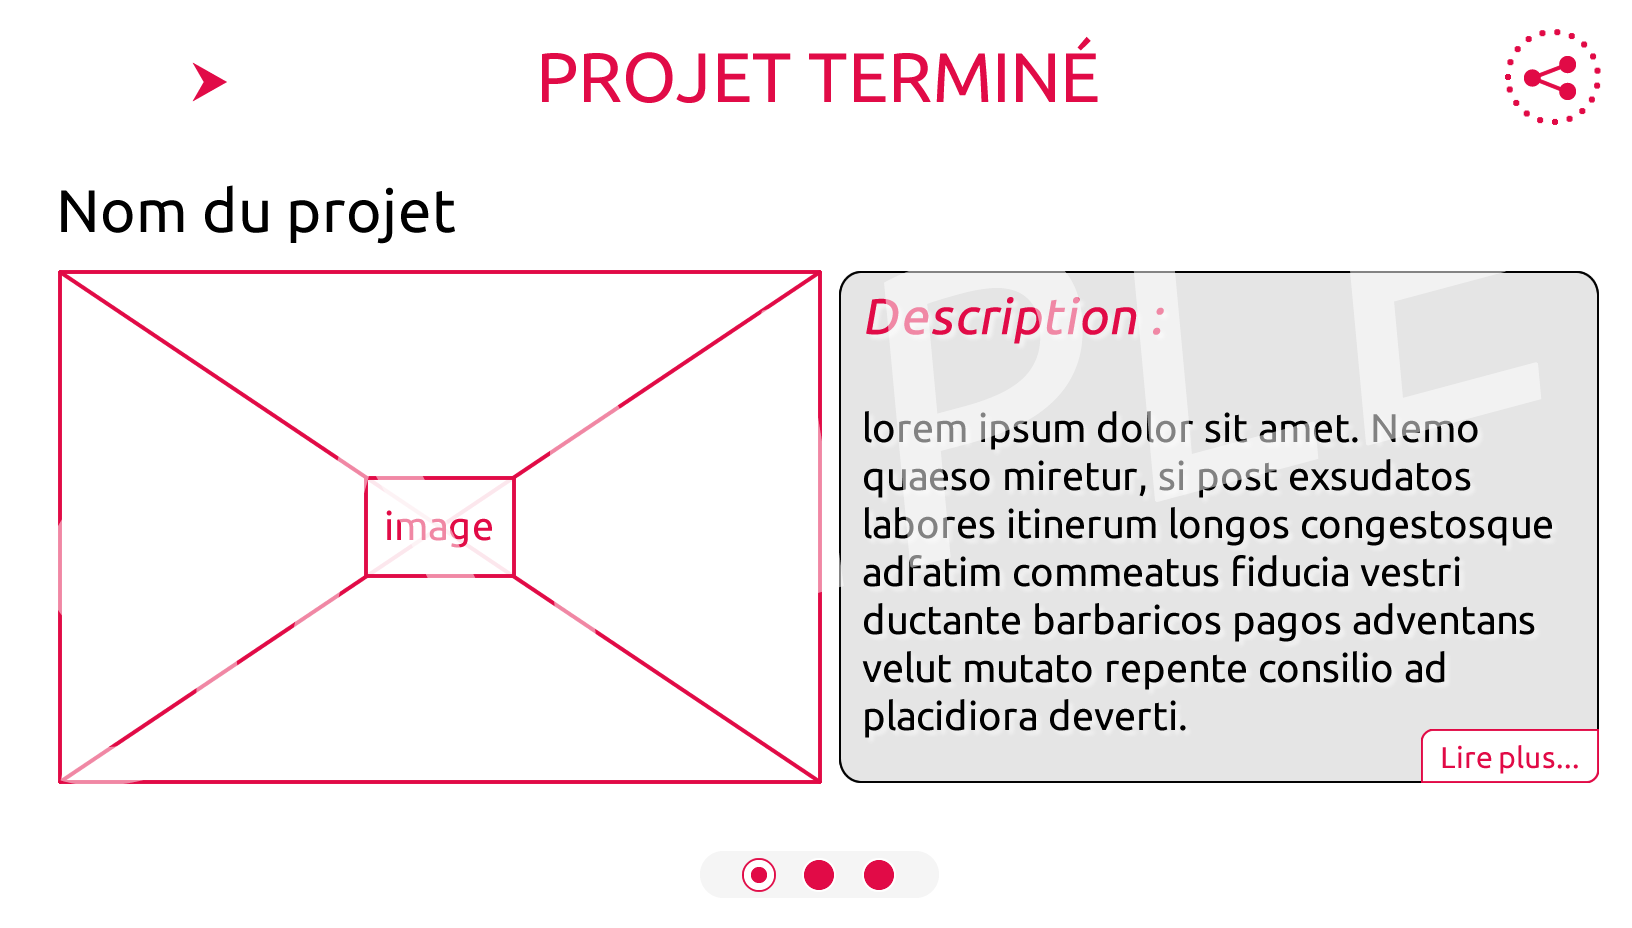 PROJET TERMINÉ
Nom du projet
image
Description :
lorem ipsum dolor sit amet. Nemo
quaeso miretur, si post exsudatos
labores itinerum longos congestosque
adfatim commeatus fiducia vestri
ductante barbaricos pagos adventans
velut mutato repente consilio ad
placidiora deverti.
Lire plus...
PLE